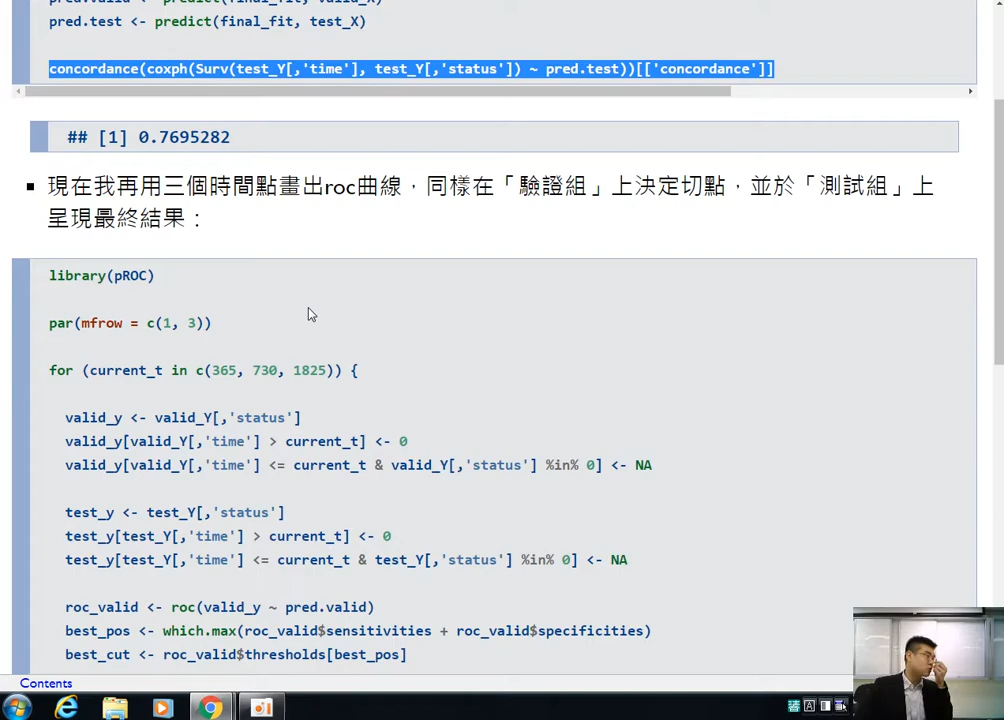 pred.valid <- predict(final_fit, valid_X)
pred.test <- predict(final_fit, test_X)
concordance(coxph(Surv(test_Y[,'time'], test_Y[,'status']) ~ pred.test))[['concordance']]
## [1] 0.7695282
現在我再用三個時間點畫出roc曲線，同樣在「驗證組」上決定切點，並於「測試組」上
呈現最終結果：
library(pROC)
par(mfrow = c(1, 3))
for (current_t in c(365, 730, 1825)) {
valid_y <- valid_Y[,'status']
valid_y[valid_Y[,'time'] > current_t] <- 0
valid_y[valid_Y[,'time'] <= current_t & valid_Y[,'status'] %in% 0] <- NA
test_y <- test_Y[,'status']
test_y[test_Y[,'time'] > current_t] <- 0
test_y[test_Y[,'time'] <= current_t & test_Y[,'status'] %in% 0] <- NA
roc_valid <- roc(valid_y ~ pred.valid)
best_pos <- which.max(roc_valid$sensitivities + roc_valid$specificities)
best_cut <- roc_valid$thresholds[best_pos]
Contents